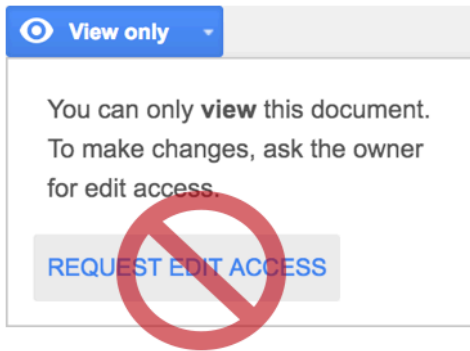 View only
You can only view this document.
To make changes, ask the owner
for edit access.
REQUEST EDIT ACCESS